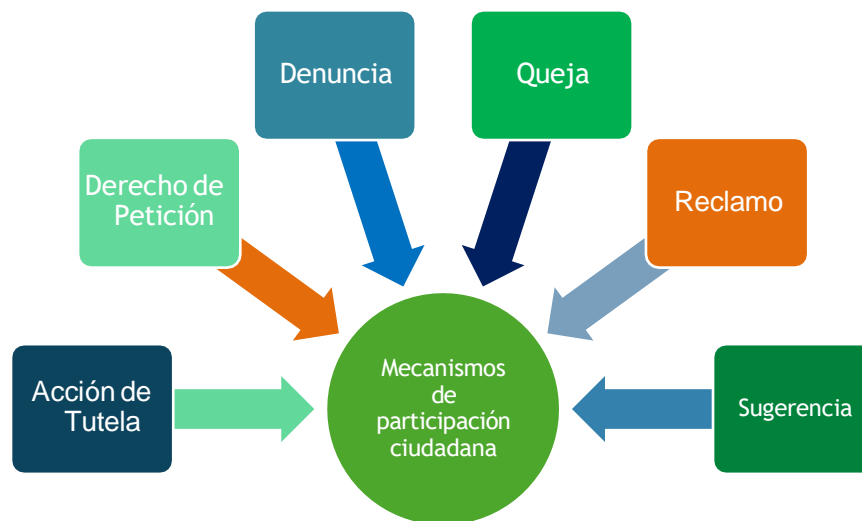 Denuncia
Queja
Derecho de
Petición
Reclamo
Acción de
Tutela
Mecanismos
de
participación
ciudadana
Sugerencia